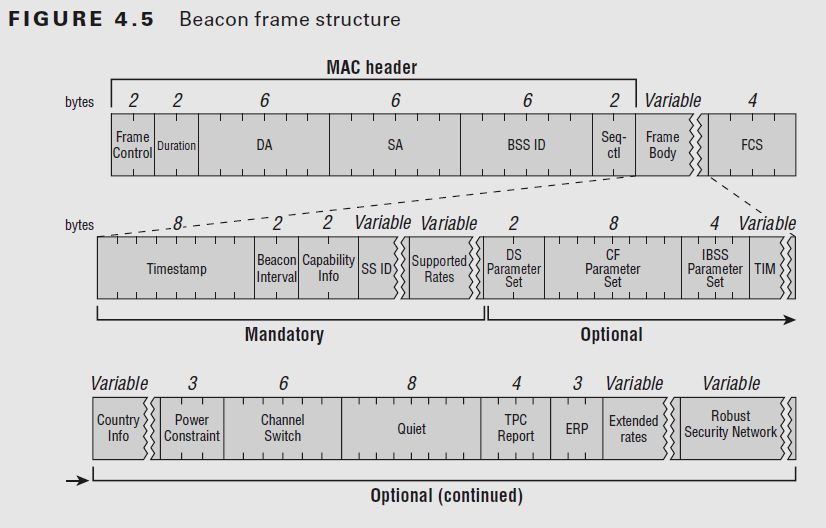 FIGURE 4.5 Beacon frame structure
MAC header
bytes 2 2 6 6 6 2 Variable 4
Frame Control Duration DA SA BSS ID Seq-ctl Frame Body FCS
bytes 8 2 2 Variable Variable 2 8 4 Variable
Timestamp Beacon Interval Capability Info SS ID Supported Rates DS Parameter Set CF Parameter Set IBSS Parameter Set TIM
Mandatory Optional
Variable 3 6 8 4 3 Variable Variable
Country Info Power Constraint Channel Switch Quiet TPC Report ERP Extended rates Robust Security Network
Optional (continued)